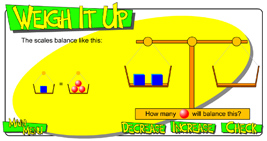 Weigh It Up
The scales balance like this:
=
How many will balance this?
Decrease Increase Check